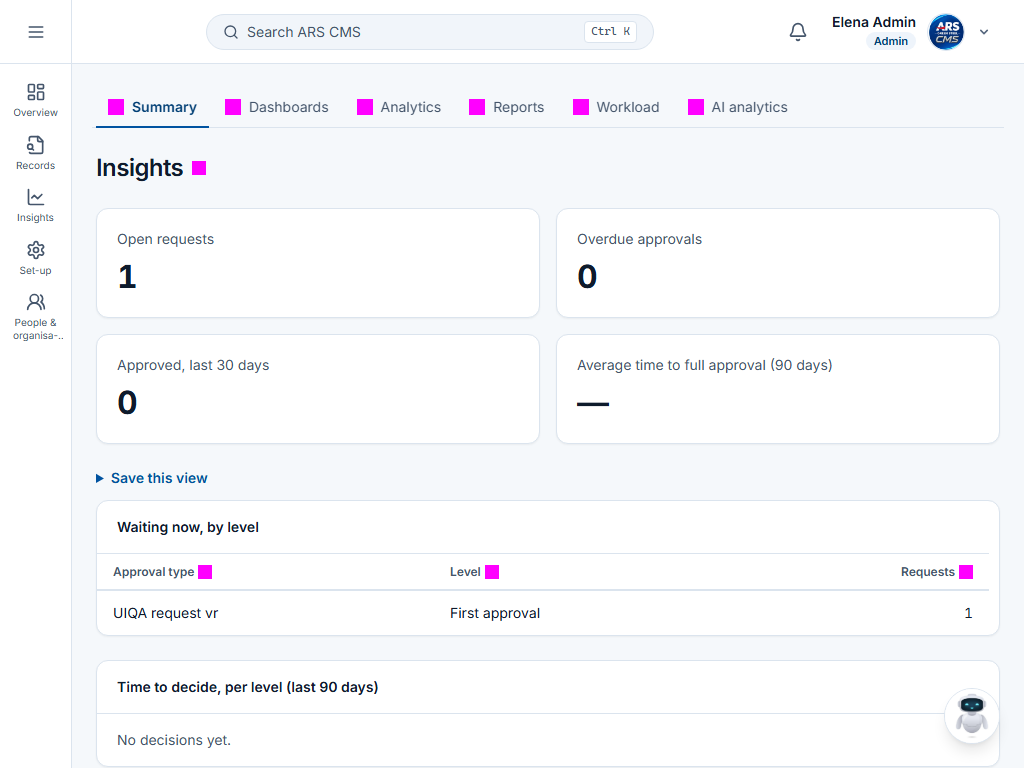 Search ARS CMS
Ctrl K
Elena Admin
Admin
ARS
CMS
Overview
Records
Insights
Set-up
People &
organisa-..
Summary
Dashboards
Analytics
Reports
Workload
AI analytics
Insights
Open requests
1
Overdue approvals
0
Approved, last 30 days
0
Average time to full approval (90 days)
—
Save this view
Waiting now, by level
Approval type
Level
Requests
UIQA request vr
First approval
1
Time to decide, per level (last 90 days)
No decisions yet.